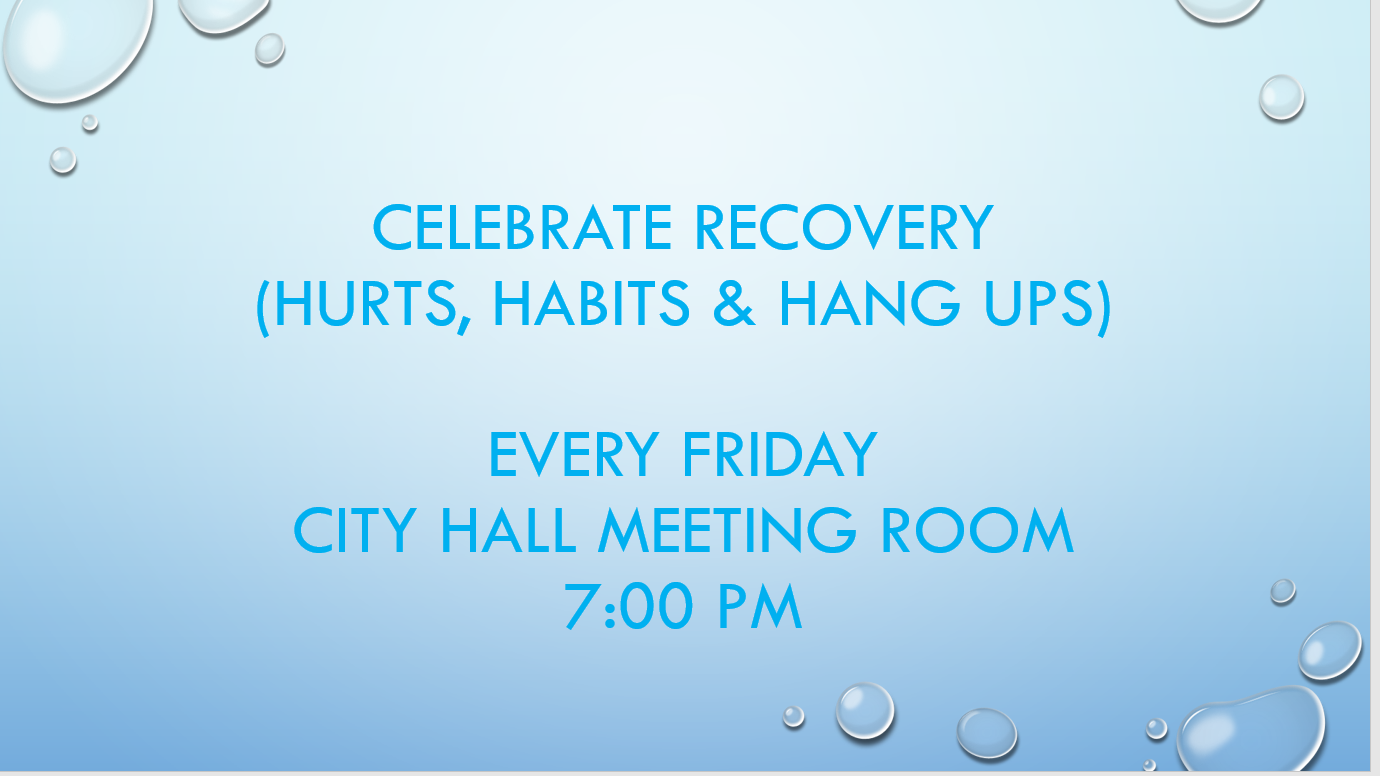 CELEBRATE RECOVERY
(HURTS, HABITS & HANG UPS)
EVERY FRIDAY
CITY HALL MEETING ROOM
7:00 PM